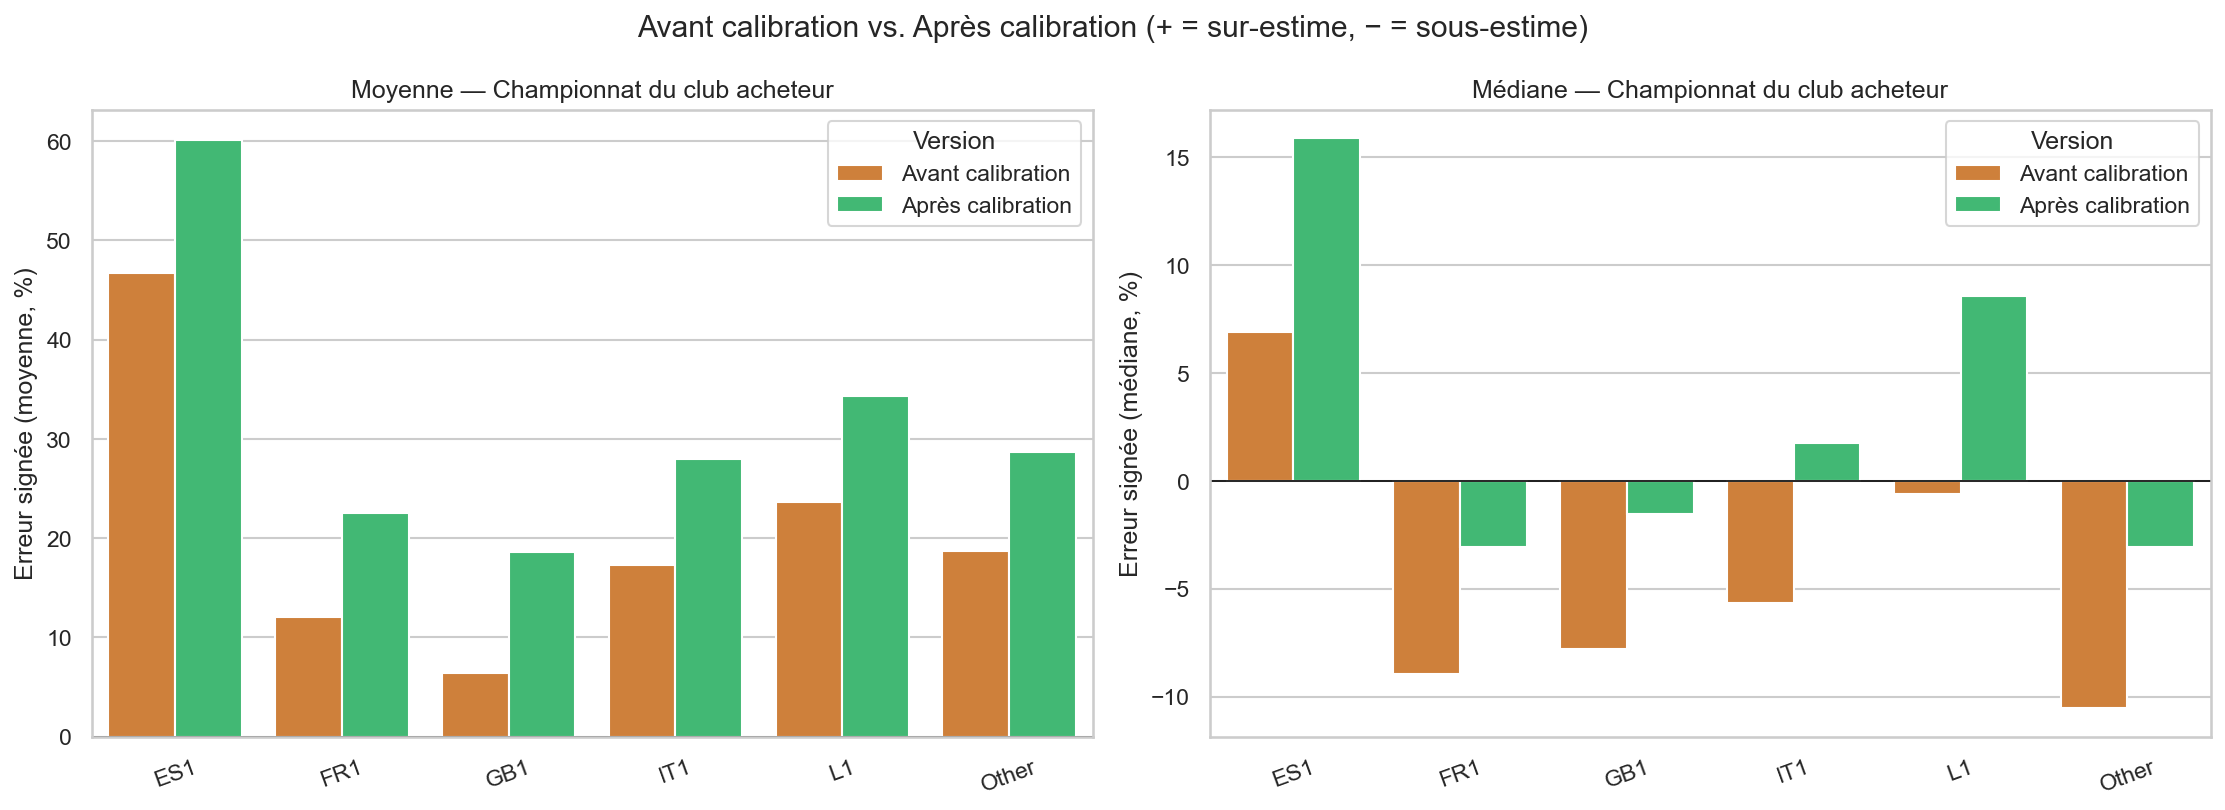 Avant calibration vs. Après calibration (+ = sur-estime, − = sous-estime)
Moyenne — Championnat du club acheteur
Erreur signée (moyenne, %)
60
50
40
30
20
10
0
Version
Avant calibration
Après calibration
ES1
FR1
GB1
IT1
L1
Other
Médiane — Championnat du club acheteur
Erreur signée (médiane, %)
15
10
5
0
−5
−10
Version
Avant calibration
Après calibration
ES1
FR1
GB1
IT1
L1
Other